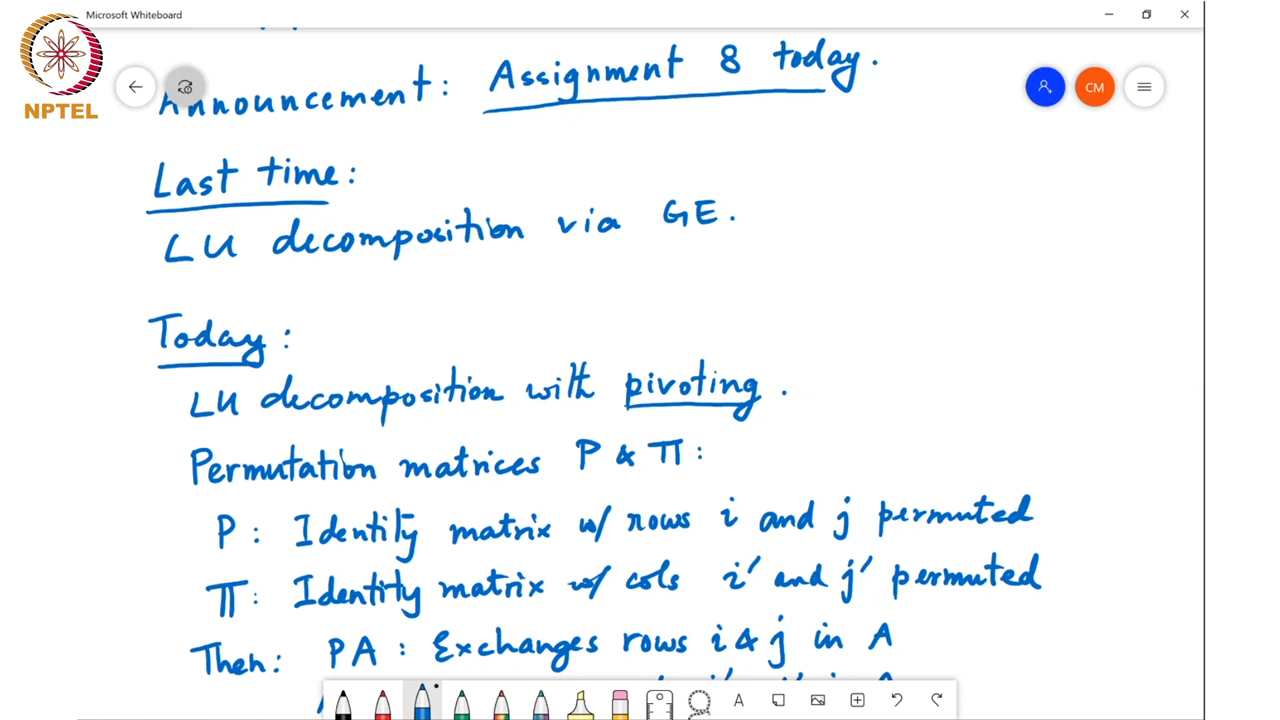 Microsoft Whiteboard
NPTEL
CM
Announcement: Assignment 8 today.
Last time:
LU decomposition via GE.
Today:
LU decomposition with pivoting.
Permutation matrices P & Π:
P: Identity matrix w/ rows i and j permuted
Π: Identity matrix w/ cols i′ and j′ permuted
Then: PA: Exchanges rows i & j in A
A